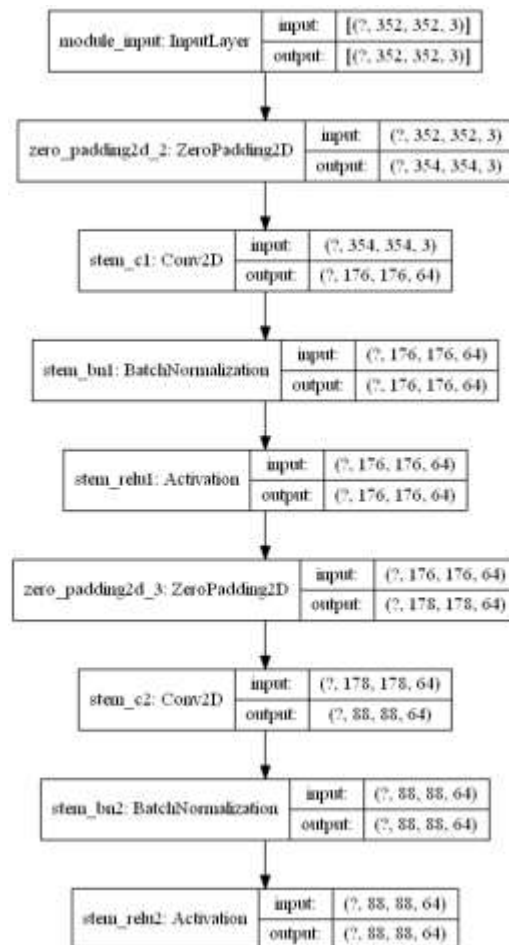 module_input: InputLayer
input: [(?, 352, 352, 3)]
output: [(?, 352, 352, 3)]
zero_padding2d_2: ZeroPadding2D
input: (?, 352, 352, 3)
output: (?, 354, 354, 3)
stem_c1: Conv2D
input: (?, 354, 354, 3)
output: (?, 176, 176, 64)
stem_bn1: BatchNormalization
input: (?, 176, 176, 64)
output: (?, 176, 176, 64)
stem_relu1: Activation
input: (?, 176, 176, 64)
output: (?, 176, 176, 64)
zero_padding2d_3: ZeroPadding2D
input: (?, 176, 176, 64)
output: (?, 178, 178, 64)
stem_c2: Conv2D
input: (?, 178, 178, 64)
output: (?, 88, 88, 64)
stem_bn2: BatchNormalization
input: (?, 88, 88, 64)
output: (?, 88, 88, 64)
stem_relu2: Activation
input: (?, 88, 88, 64)
output: (?, 88, 88, 64)